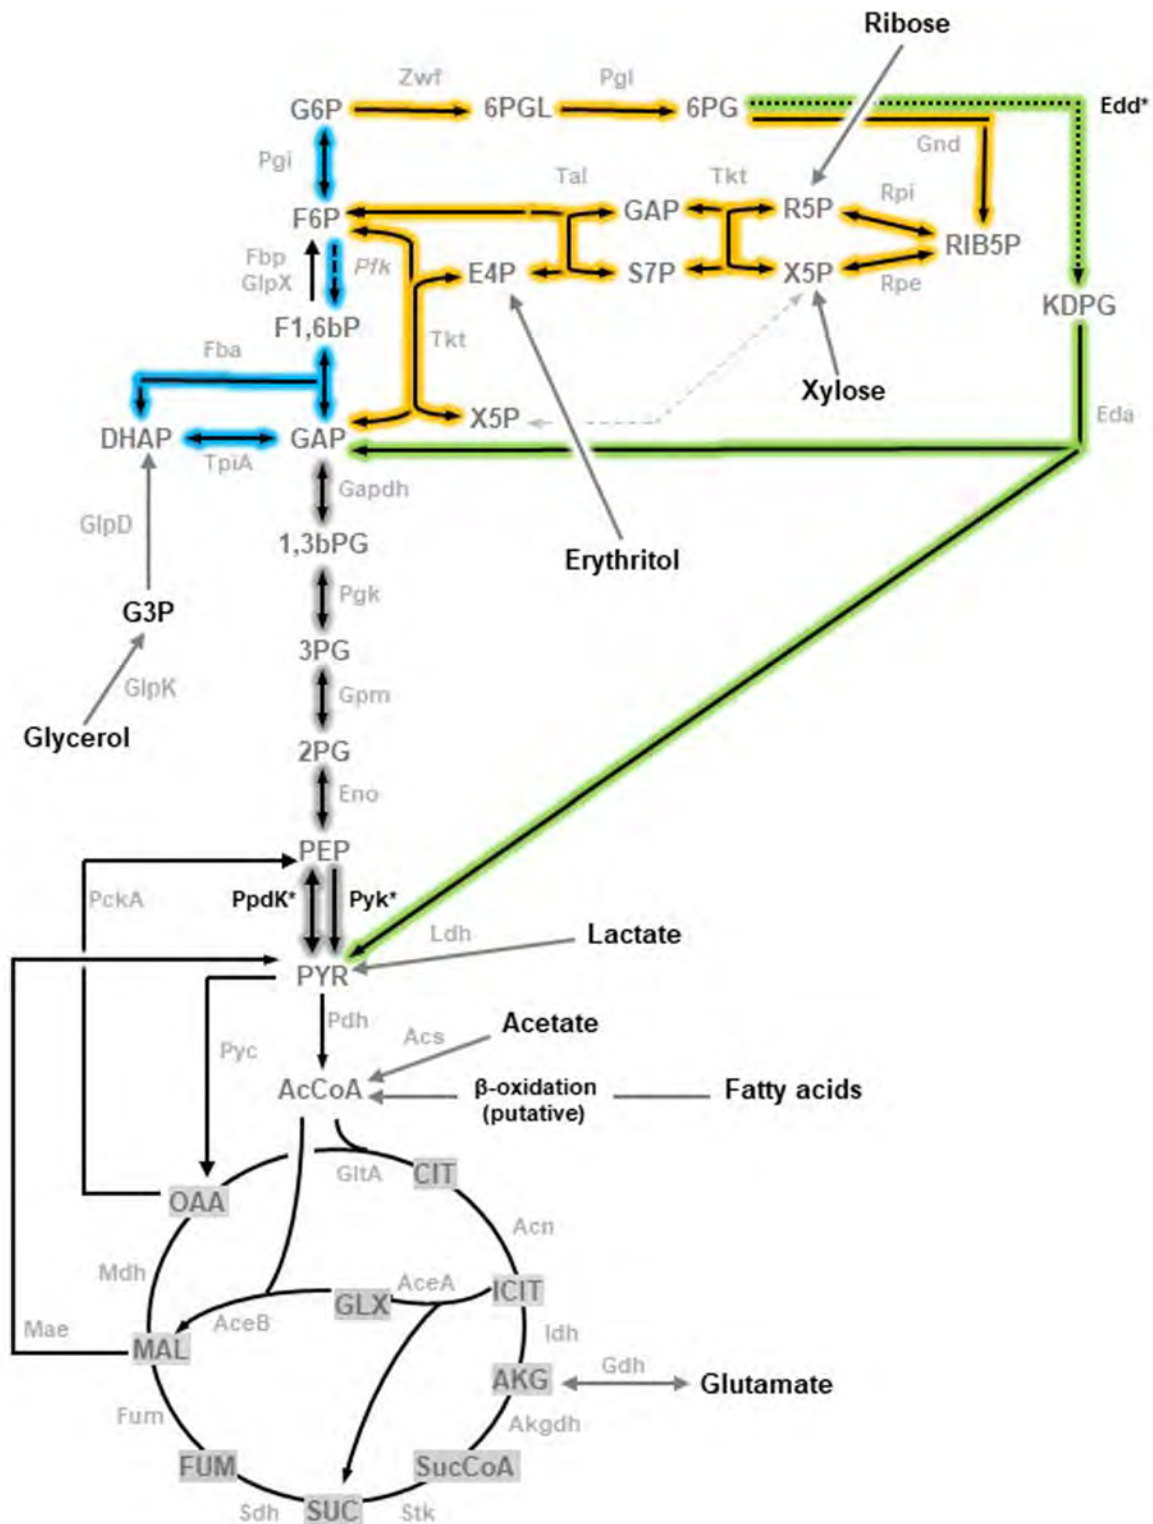 Ribose
Zwf
Pgl
G6P
6PGL
6PG
Edd*
Gnd
Pgi
Tal
Tkt
Rpi
F6P
GAP
R5P
RIB5P
Fbp
GlpX
Pfk
E4P
S7P
X5P
Rpe
KDPG
F1,6bP
Fba
Tkt
Xylose
X5P
Eda
DHAP
GAP
TpiA
Gapdh
GlpD
1,3bPG
Erythritol
Pgk
G3P
3PG
GlpK
Gpm
Glycerol
2PG
Eno
PEP
PckA
PpdK*
Pyk*
Ldh
Lactate
PYR
Pdh
Acs
Acetate
Pyc
AcCoA
β-oxidation
(putative)
Fatty acids
GltA
CIT
OAA
Acn
Mdh
AceA
ICIT
GLX
AceB
Mae
MAL
Idh
Gdh
AKG
Glutamate
Fum
Akgdh
FUM
SucCoA
Sdh
SUC
Stk